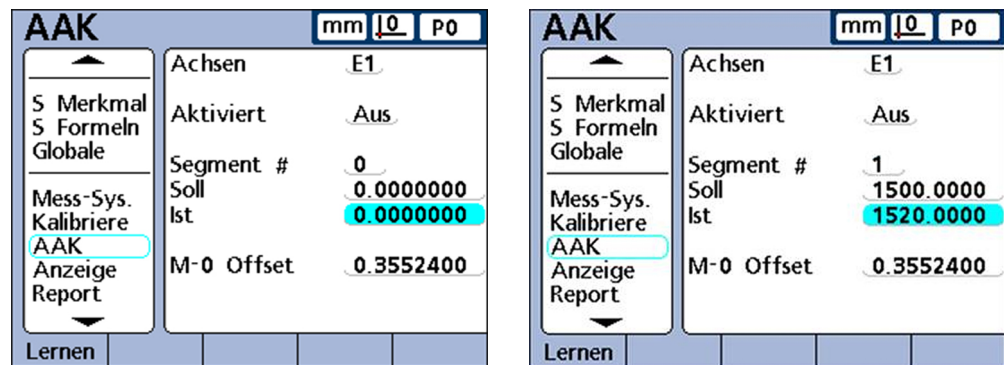 AAK mm 0 P0
Achsen E1
S Merkmal
S Formeln
Globale
Aktiviert Aus
Segment # 0
Soll 0.0000000
Ist 0.0000000
Mess-Sys.
Kalibriere
AAK
Anzeige
Report
M-0 Offset 0.3552400
Lernen
AAK mm 0 P0
Achsen E1
S Merkmal
S Formeln
Globale
Aktiviert Aus
Segment # 1
Soll 1500.0000
Ist 1520.0000
Mess-Sys.
Kalibriere
AAK
Anzeige
Report
M-0 Offset 0.3552400
Lernen